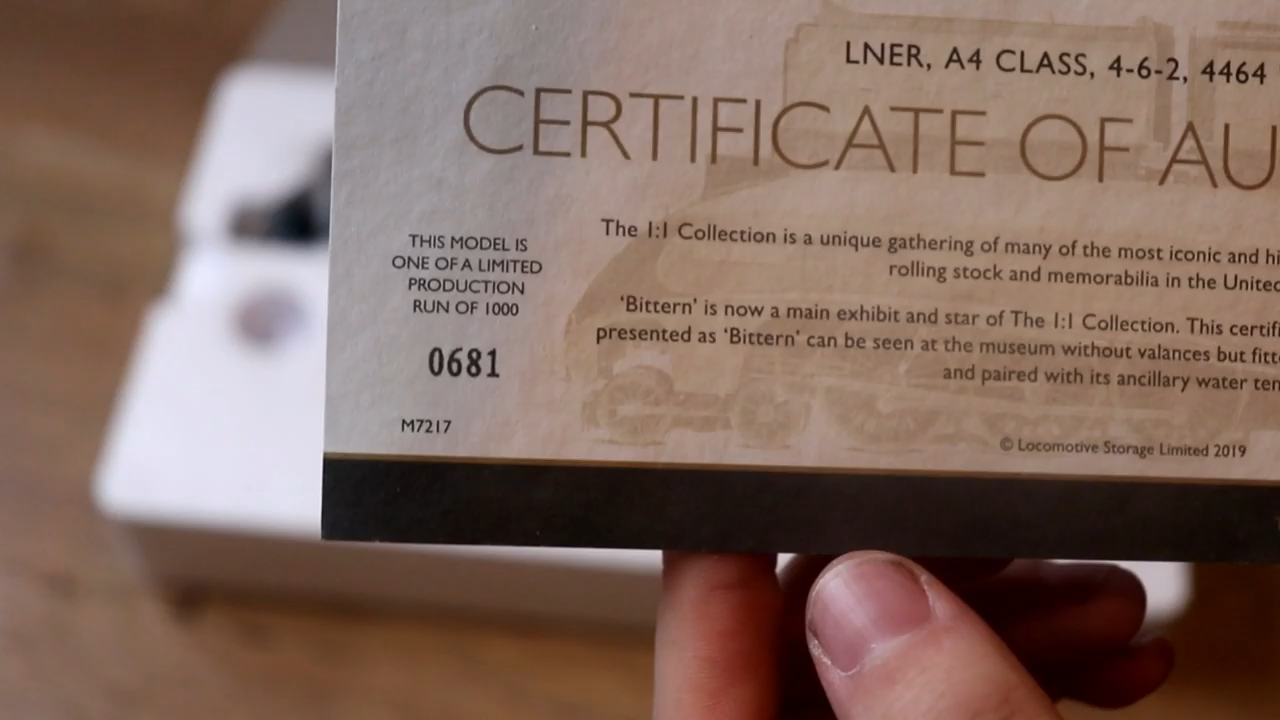 LNER, A4 CLASS, 4-6-2, 4464
CERTIFICATE OF AU
THIS MODEL IS
ONE OF A LIMITED
PRODUCTION
RUN OF 1000
0681
M7217
The 1:1 Collection is a unique gathering of many of the most iconic and hi
rolling stock and memorabilia in the United
'Bittern' is now a main exhibit and star of The 1:1 Collection. This certifi
presented as 'Bittern' can be seen at the museum without valances but fitte
and paired with its ancillary water ten
© Locomotive Storage Limited 2019